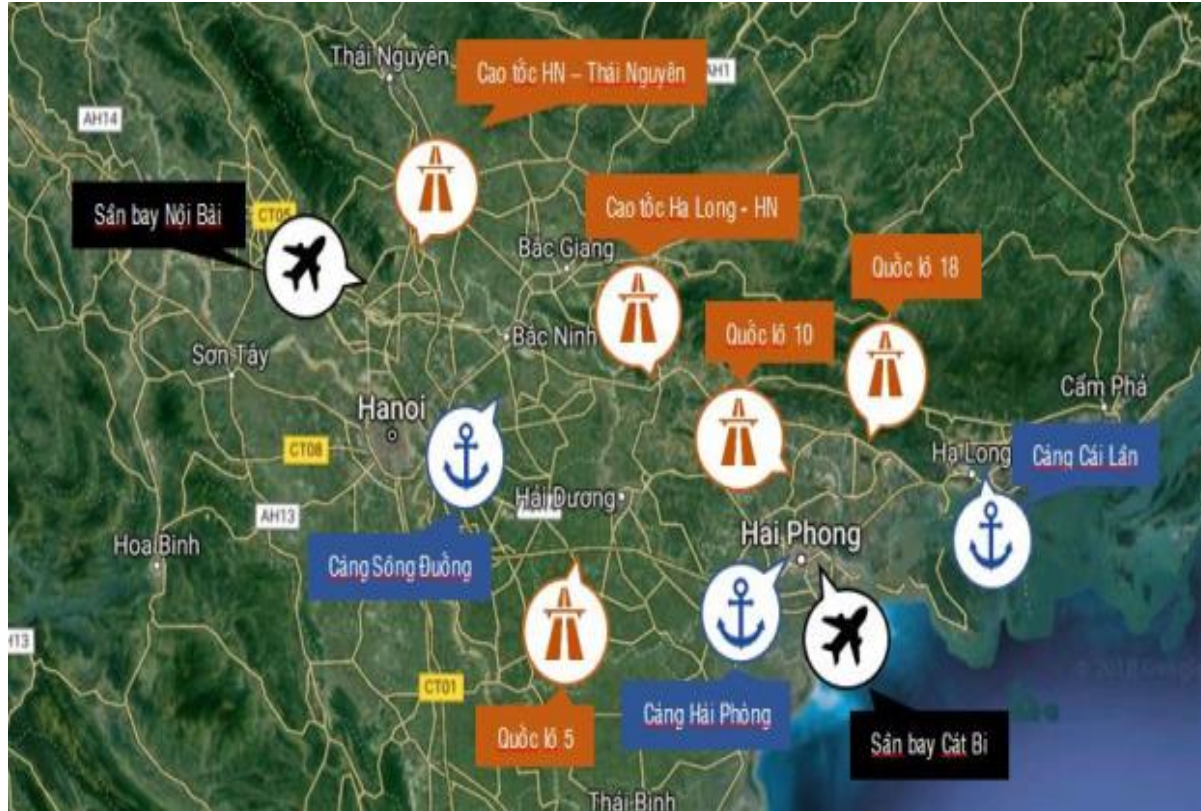 Thái Nguyên
Cao tốc HN – Thái Nguyên
AH1
AH14
Sân bay Nội Bài
CT05
Cao tốc Ha Long - HN
Bắc Giang
Quốc lộ 18
Quốc lộ 10
Bắc Ninh
Sơn Tây
Cẩm Phả
Hanoi
CT08
Hạ Long
Cảng Cái Lân
Hải Dương
AH13
Hải Phong
Hoa Binh
Cảng Sông Đuống
H13
CT01
Cảng Hải Phòng
Quốc lộ 5
Sân bay Cát Bi
Thái Bình